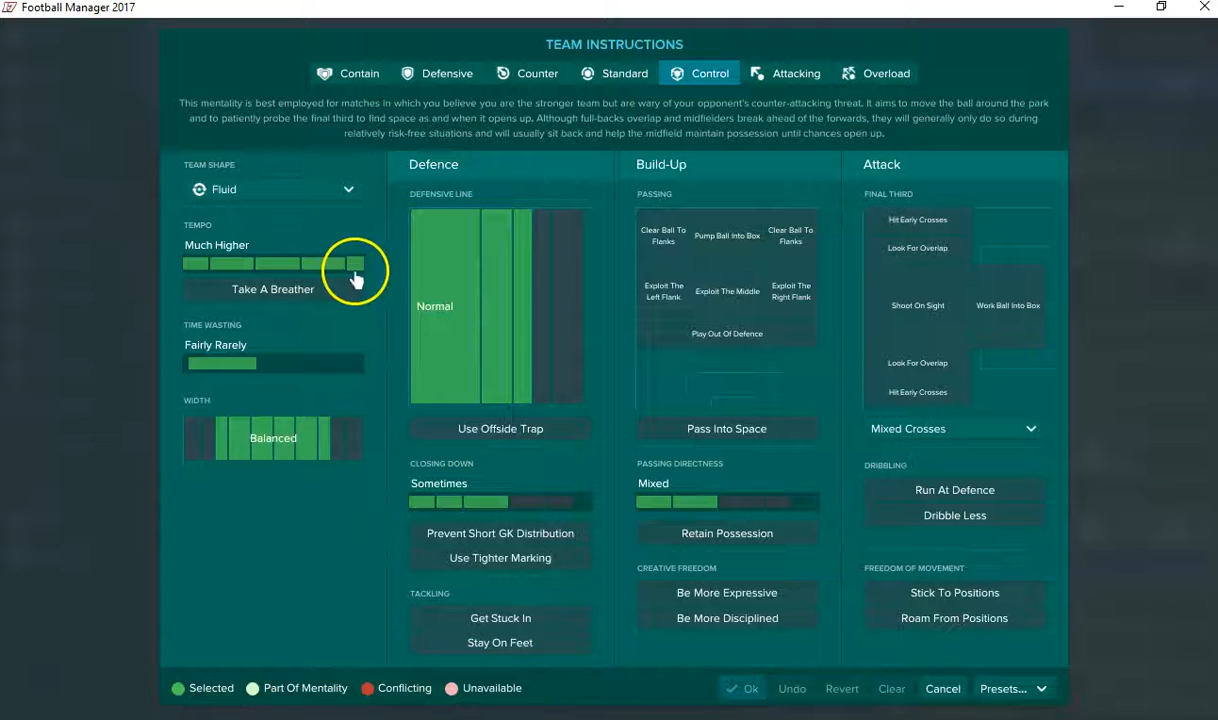 Football Manager 2017
TEAM INSTRUCTIONS
Contain
Defensive
Counter
Standard
Control
Attacking
Overload
This mentality is best employed for matches in which you believe you are the stronger team but are wary of your opponent's counter-attacking threat. It aims to move the ball around the park
and to patiently probe the final third to find space as and when it opens up. Although full-backs overlap and midfielders break ahead of the forwards, they will generally only do so during
relatively risk-free situations and will usually sit back and help the midfield maintain possession until chances open up.
TEAM SHAPE
Fluid
TEMPO
Much Higher
Take A Breather
TIME WASTING
Fairly Rarely
WIDTH
Balanced
Defence
DEFENSIVE LINE
Normal
Use Offside Trap
CLOSING DOWN
Sometimes
Prevent Short GK Distribution
Use Tighter Marking
TACKLING
Get Stuck In
Stay On Feet
Build-Up
PASSING
Clear Ball To
Flanks
Pump Ball Into Box
Clear Ball To
Flanks
Exploit The
Left Flank
Exploit The Middle
Exploit The
Right Flank
Play Out Of Defence
Pass Into Space
PASSING DIRECTNESS
Mixed
Retain Possession
CREATIVE FREEDOM
Be More Expressive
Be More Disciplined
Attack
FINAL THIRD
Hit Early Crosses
Look For Overlap
Shoot On Sight
Work Ball Into Box
Look For Overlap
Hit Early Crosses
Mixed Crosses
DRIBBLING
Run At Defence
Dribble Less
FREEDOM OF MOVEMENT
Stick To Positions
Roam From Positions
Selected
Part Of Mentality
Conflicting
Unavailable
Ok
Undo
Revert
Clear
Cancel
Presets...